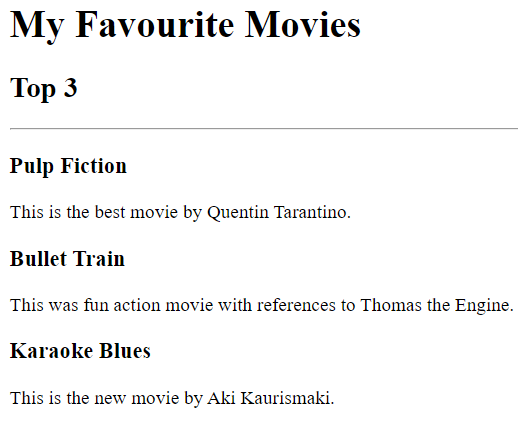 My Favourite Movies
Top 3
Pulp Fiction
This is the best movie by Quentin Tarantino.
Bullet Train
This was fun action movie with references to Thomas the Engine.
Karaoke Blues
This is the new movie by Aki Kaurismaki.